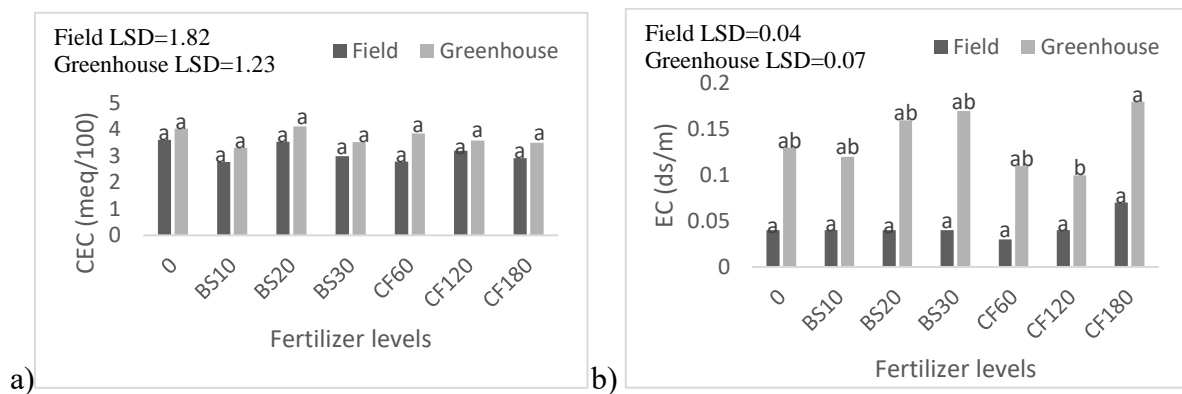 Field LSD=1.82
Greenhouse LSD=1.23
Field Greenhouse
CEC (meq/100)
5
4
3
2
1
0
a a a a a a a a a a a a a a
0 BS10 BS20 BS30 CF60 CF120 CF180
Fertilizer levels
a)
Field LSD=0.04
Greenhouse LSD=0.07
Field Greenhouse
EC (ds/m)
0.2
0.15
0.1
0.05
0
a ab a ab a ab a ab a ab a b a a
0 BS10 BS20 BS30 CF60 CF120 CF180
Fertilizer levels
b)